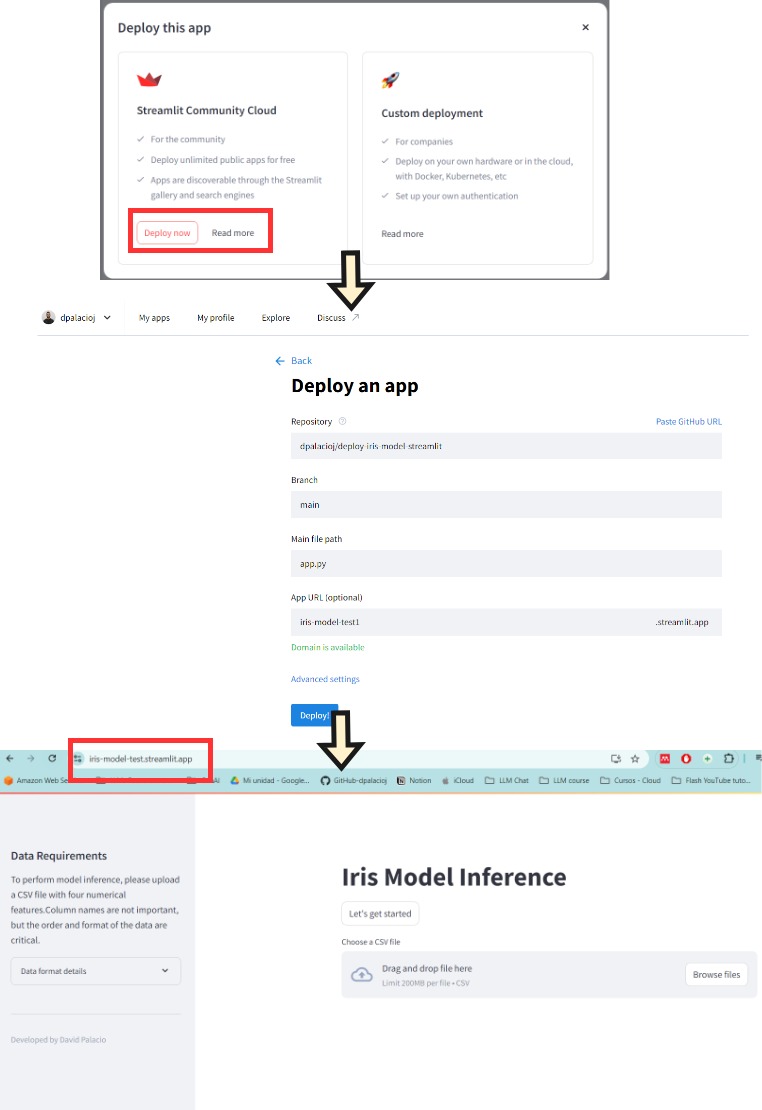 Deploy this app
Streamlit Community Cloud
For the community
Deploy unlimited public apps for free
Apps are discoverable through the Streamlit
gallery and search engines
Deploy now
Read more
Custom deployment
For companies
Deploy on your own hardware or in the cloud,
with Docker, Kubernetes, etc
Set up your own authentication
Read more
dpalacioj
My apps
My profile
Explore
Discuss
Back
Deploy an app
Repository
Paste GitHub URL
dpalacioj/deploy-iris-model-streamlit
Branch
main
Main file path
app.py
App URL (optional)
iris-model-test1
.streamlit.app
Domain is available
Advanced settings
Deploy!
iris-model-test.streamlit.app
Amazon Web Se
Mi unidad - Google...
GitHub-dpalacioj
Notion
iCloud
LLM Chat
LLM course
Cursos - Cloud
Flash YouTube tuto...
Data Requirements
To perform model inference, please upload
a CSV file with four numerical
features.Column names are not important,
but the order and format of the data are
critical.
Data format details
Developed by David Palacio
Iris Model Inference
Let's get started
Choose a CSV file
Drag and drop file here
Limit 200MB per file • CSV
Browse files